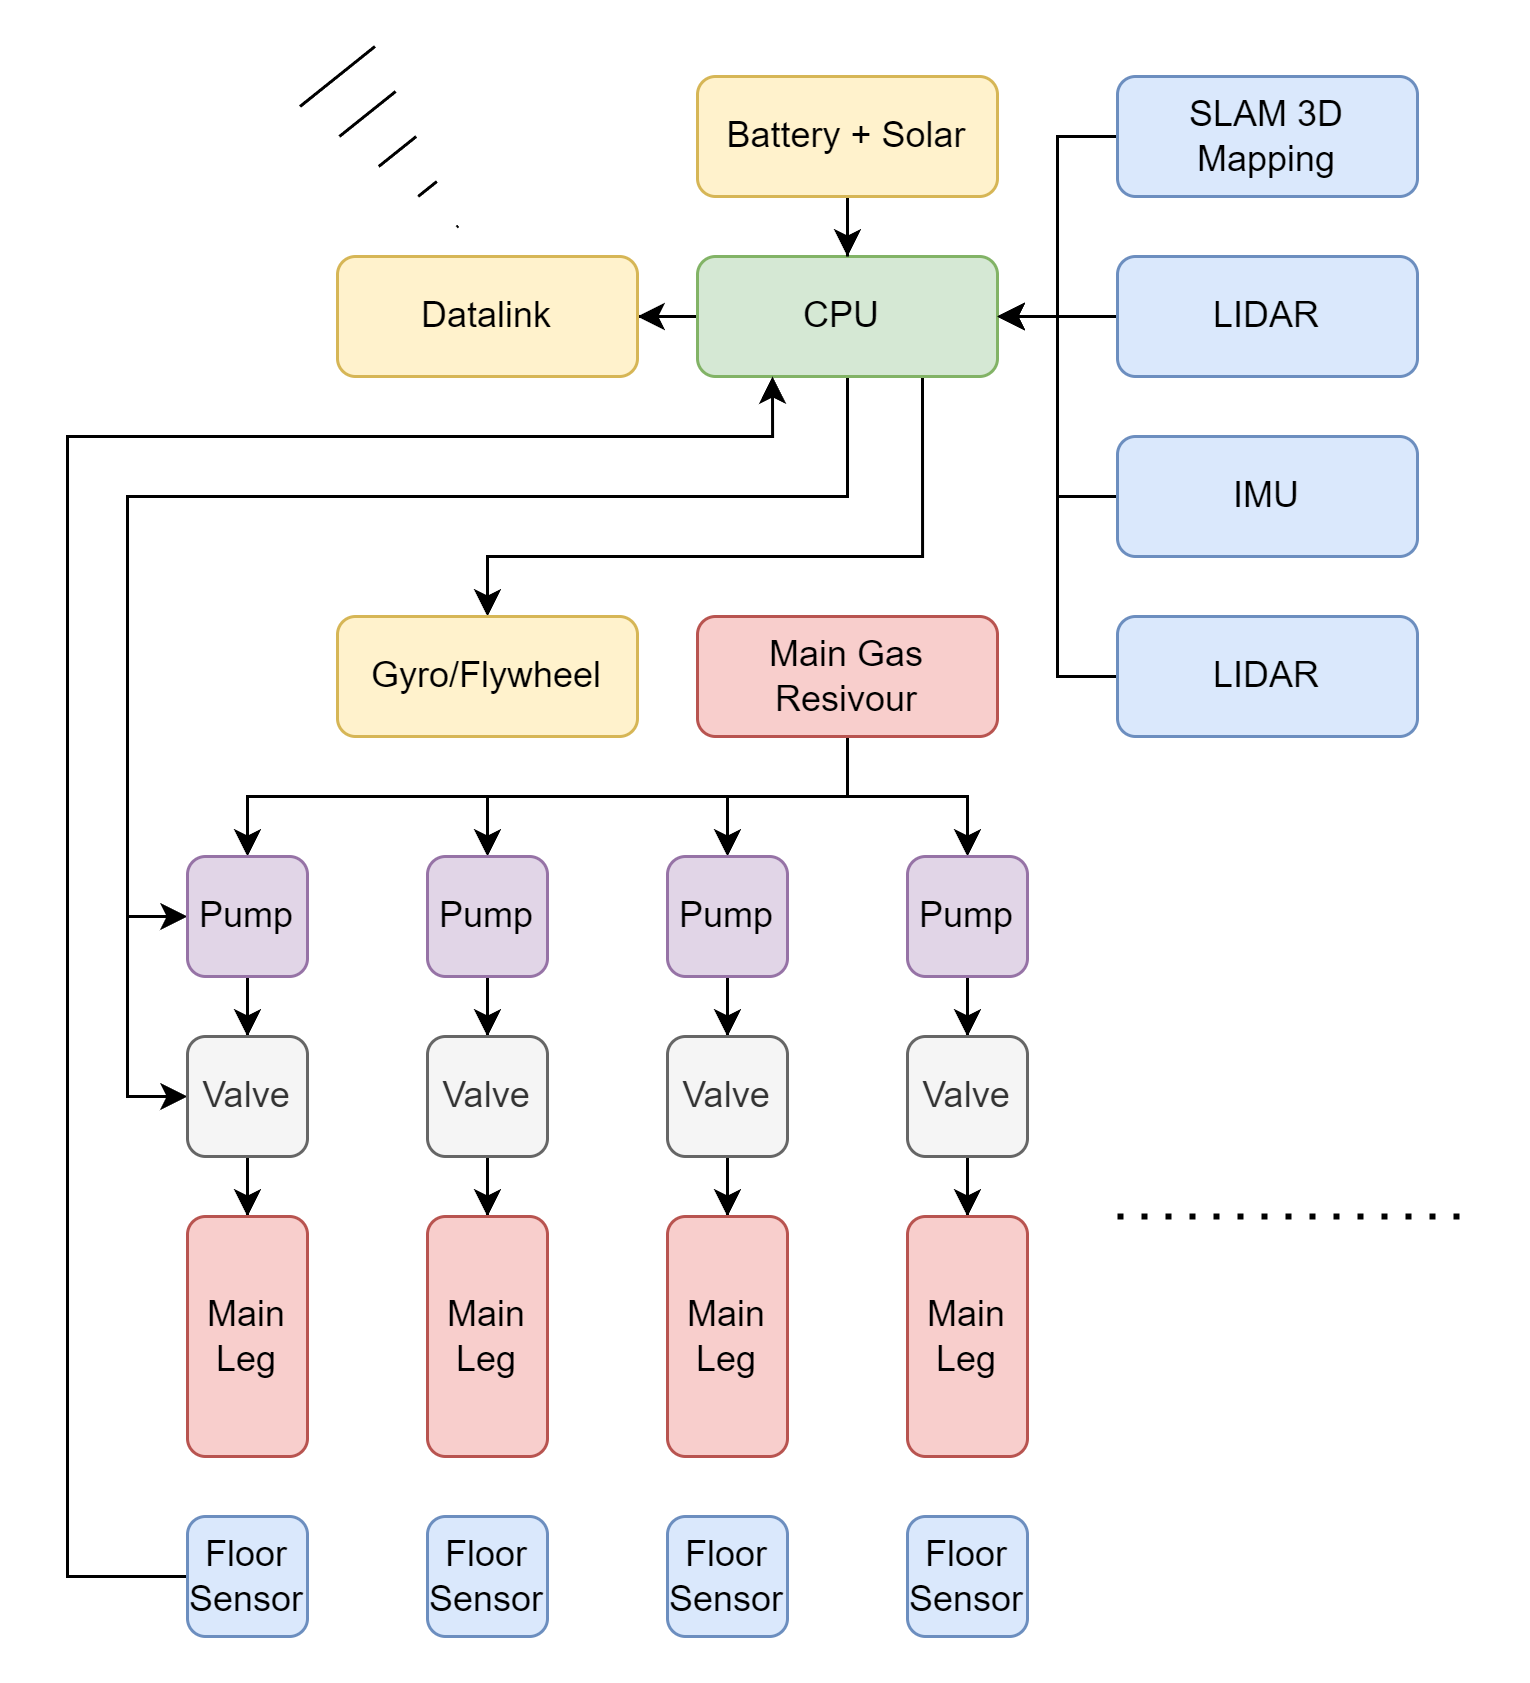 Battery + Solar
SLAM 3D
Mapping
Datalink
CPU
LIDAR
IMU
Gyro/Flywheel
Main Gas
Resivour
LIDAR
Pump
Pump
Pump
Pump
Valve
Valve
Valve
Valve
Main
Leg
Main
Leg
Main
Leg
Main
Leg
Floor
Sensor
Floor
Sensor
Floor
Sensor
Floor
Sensor